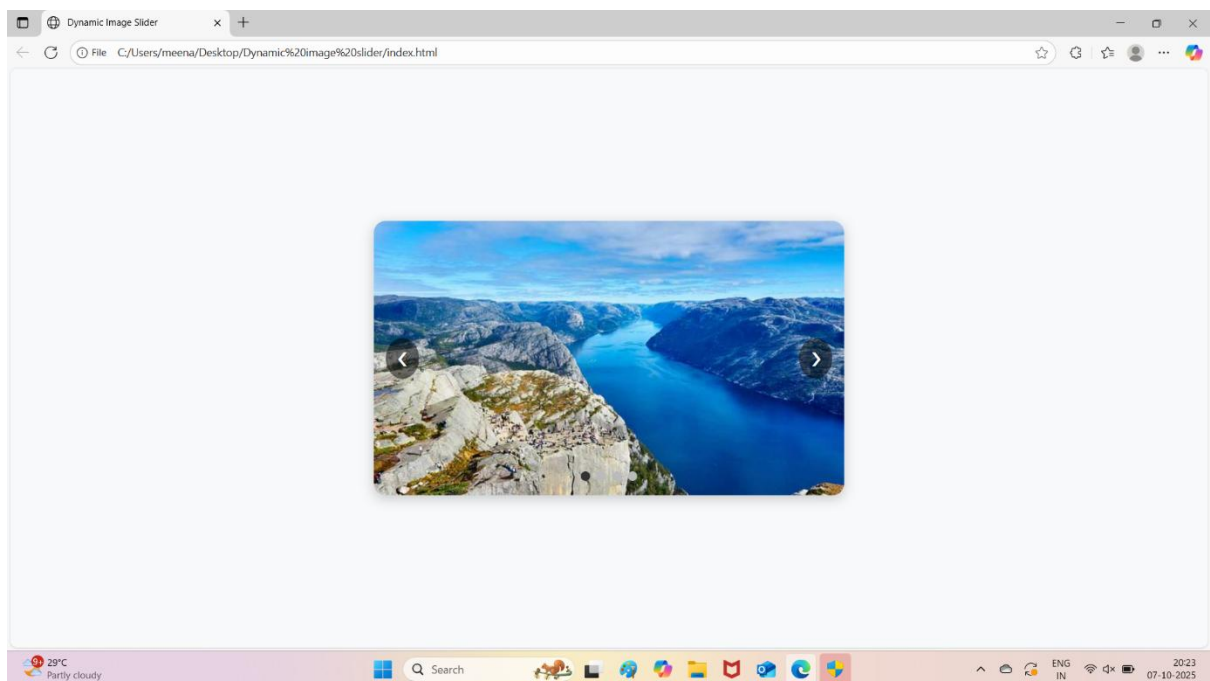 Dynamic Image Slider
File C:/Users/meena/Desktop/Dynamic%20image%20slider/index.html
9+
29°C
Partly cloudy
Search
ENG
IN
20:23
07-10-2025